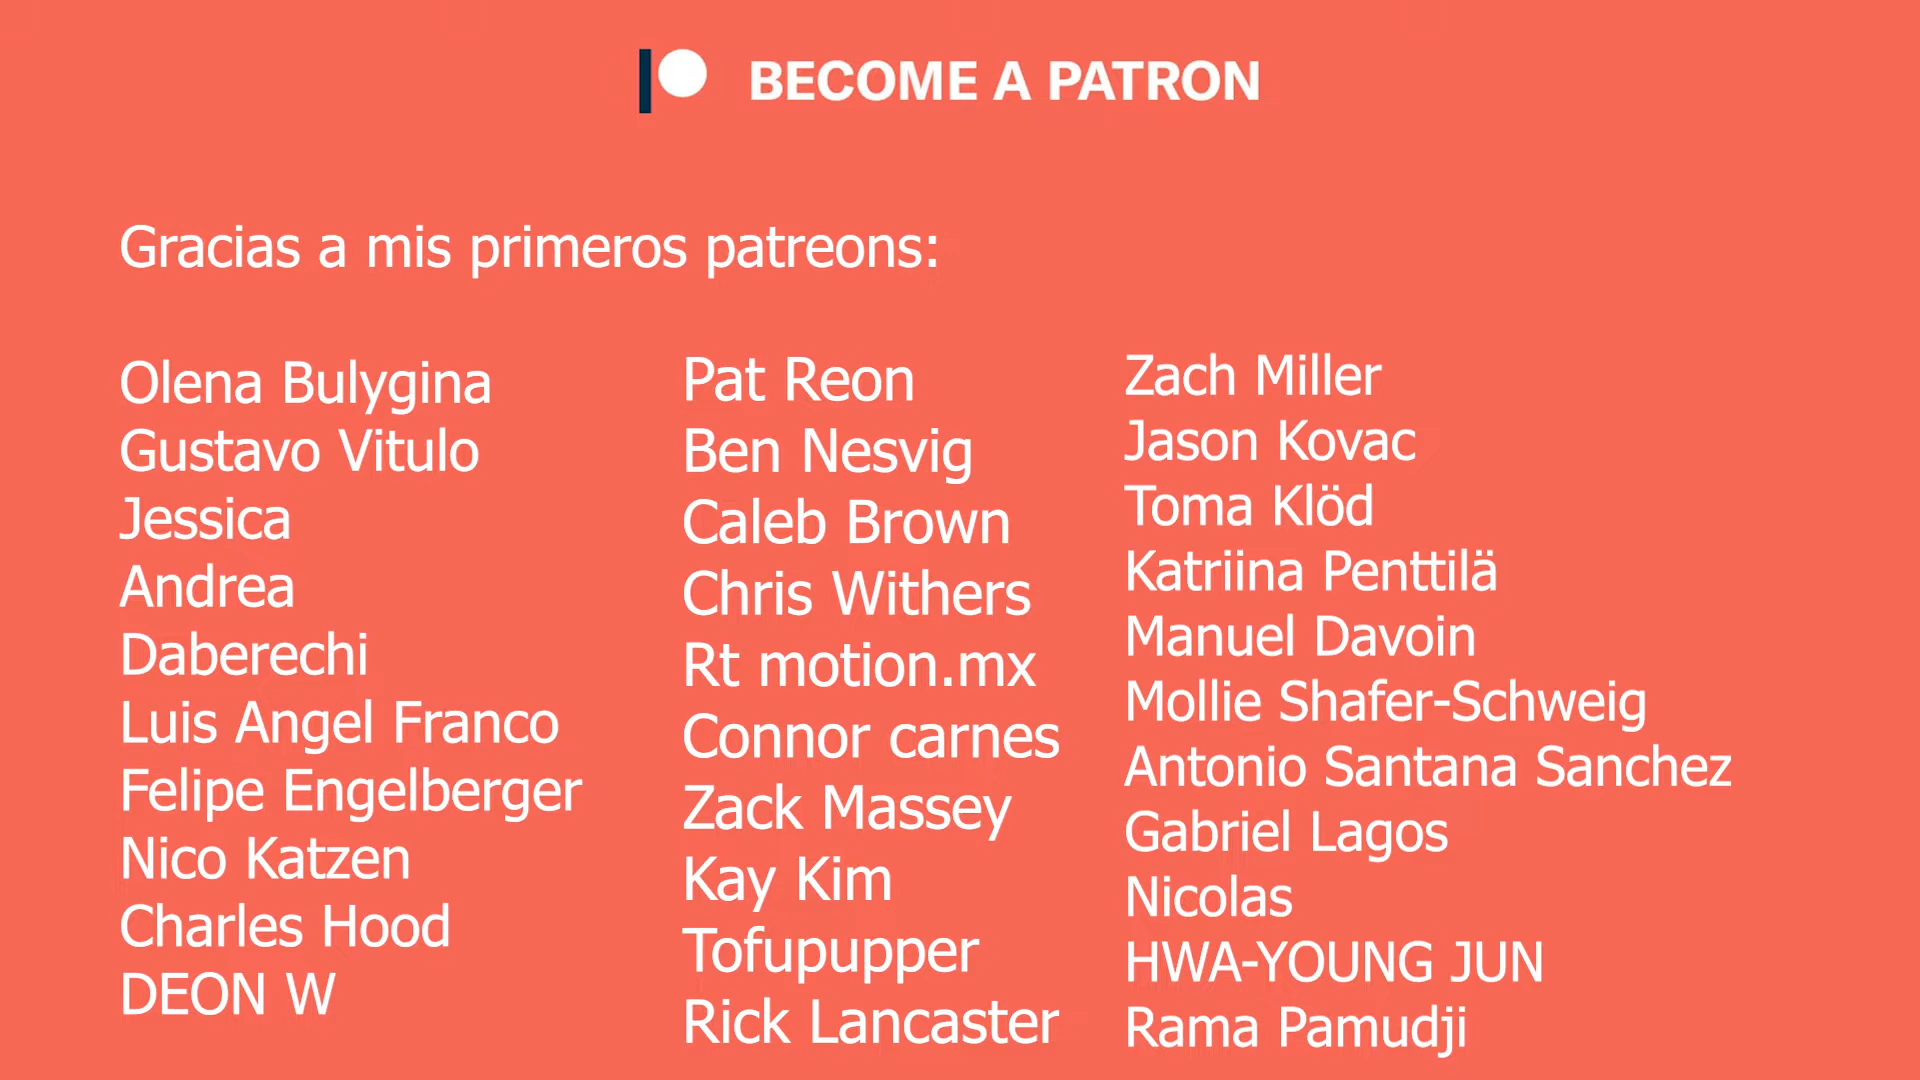 BECOME A PATRON
Gracias a mis primeros patreons:
Olena Bulygina
Gustavo Vitulo
Jessica
Andrea
Daberechi
Luis Angel Franco
Felipe Engelberger
Nico Katzen
Charles Hood
DEON W
Pat Reon
Ben Nesvig
Caleb Brown
Chris Withers
Rt motion.mx
Connor carnes
Zack Massey
Kay Kim
Tofupupper
Rick Lancaster
Zach Miller
Jason Kovac
Toma Klöd
Katriina Penttilä
Manuel Davoin
Mollie Shafer-Schweig
Antonio Santana Sanchez
Gabriel Lagos
Nicolas
HWA-YOUNG JUN
Rama Pamudji